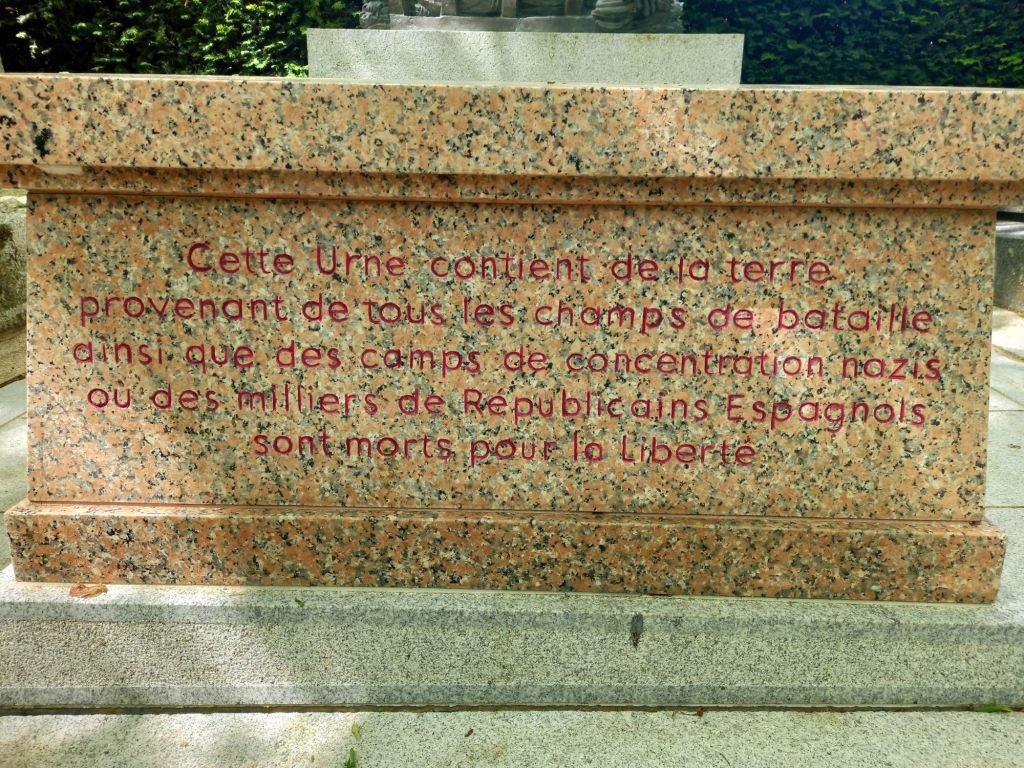 Cette Urne contient de la terre
provenant de tous les champs de bataille
ainsi que des camps de concentration nazis
où des milliers de Républicains Espagnols
sont morts pour la Liberté